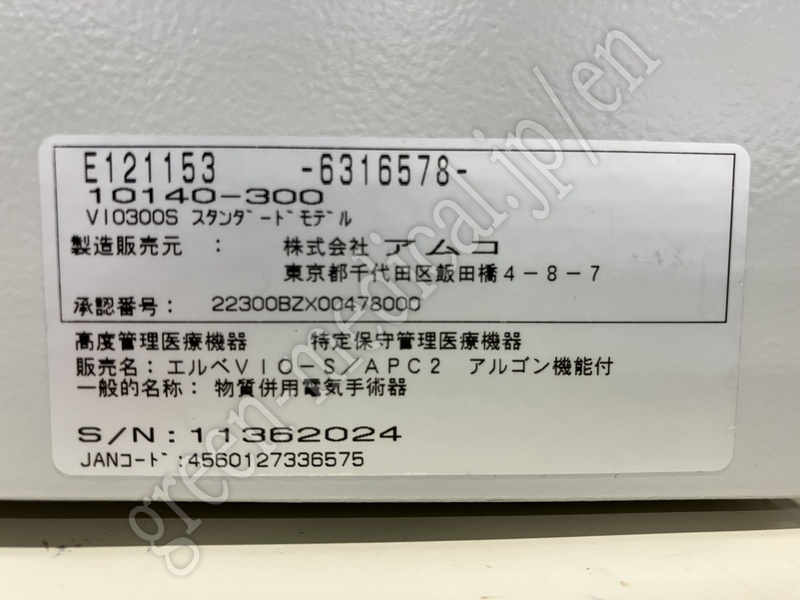 E121153 -6316578-
10140-300
VIO300S ｽﾀﾝﾀﾞｰﾄﾞﾓﾃﾞﾙ
製造販売元 : 株式会社 アムコ
東京都千代田区飯田橋4-8-7
承認番号: 22300BZX00478000
高度管理医療機器 特定保守管理医療機器
販売名: エルベVIO-S/APC2 アルゴン機能付
一般的名称: 物質併用電気手術器
S/N:11362024
JANｺｰﾄﾞ:4560127336575
green-medical.jp/en